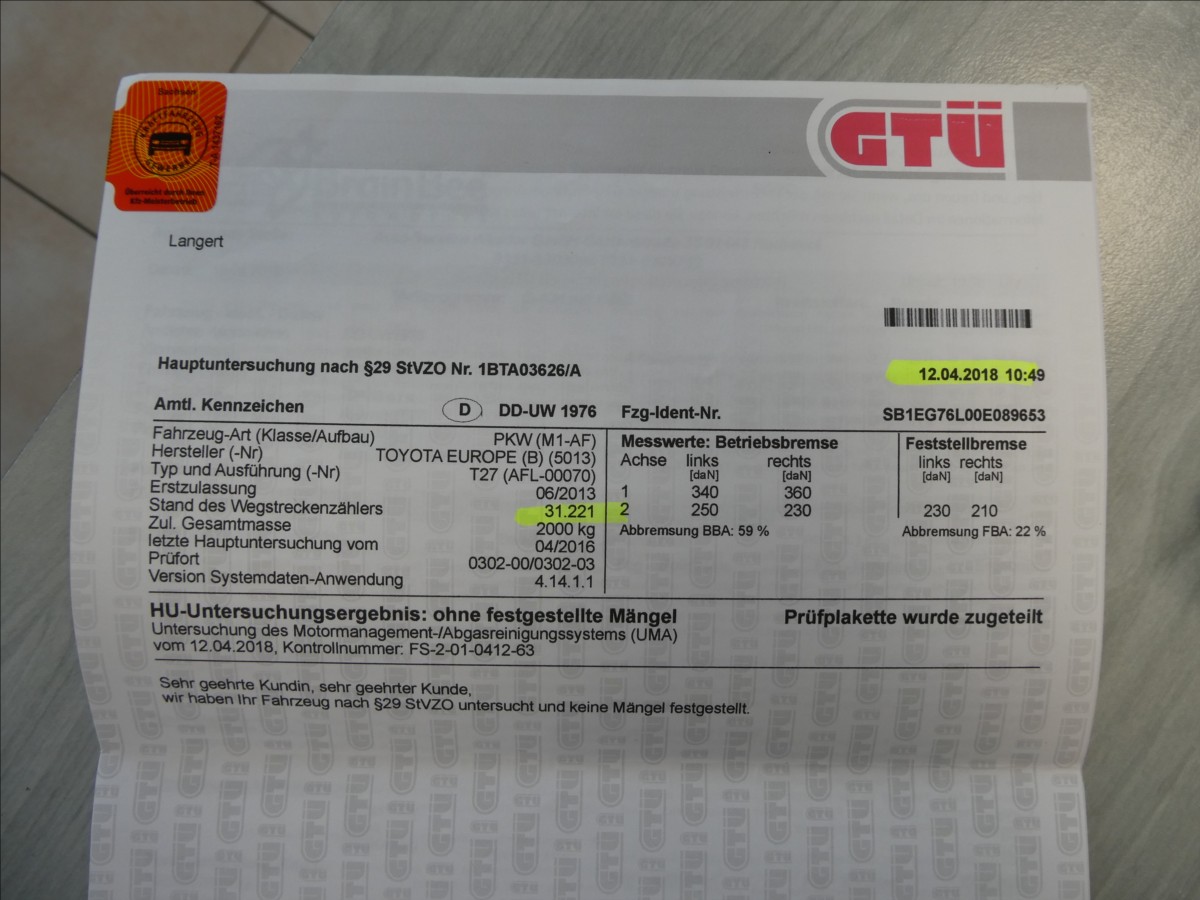 Sachsen
GTÜ
Überreicht durch Ihren
Kfz-Meisterbetrieb
Langert
Hauptuntersuchung nach §29 StVZO Nr. 1BTA03626/A
12.04.2018 10:49
Amtl. Kennzeichen D DD-UW 1976 Fzg-Ident-Nr. SB1EG76L00E089653
Fahrzeug-Art (Klasse/Aufbau) PKW (M1-AF)
Hersteller (-Nr) TOYOTA EUROPE (B) (5013)
Typ und Ausführung (-Nr) T27 (AFL-00070)
Erstzulassung 06/2013
Stand des Wegstreckenzählers 31.221
Zul. Gesamtmasse 2000 kg
letzte Hauptuntersuchung vom 04/2016
Prüfort 0302-00/0302-03
Version Systemdaten-Anwendung 4.14.1.1
Messwerte: Betriebsbremse
Achse links rechts
[daN] [daN]
1 340 360
2 250 230
Abbremsung BBA: 59 %
Feststellbremse
links rechts
[daN] [daN]
230 210
Abbremsung FBA: 22 %
HU-Untersuchungsergebnis: ohne festgestellte Mängel Prüfplakette wurde zugeteilt
Untersuchung des Motormanagement-/Abgasreinigungssystems (UMA)
vom 12.04.2018, Kontrollnummer: FS-2-01-0412-63
Sehr geehrte Kundin, sehr geehrter Kunde,
wir haben Ihr Fahrzeug nach §29 StVZO untersucht und keine Mängel festgestellt.